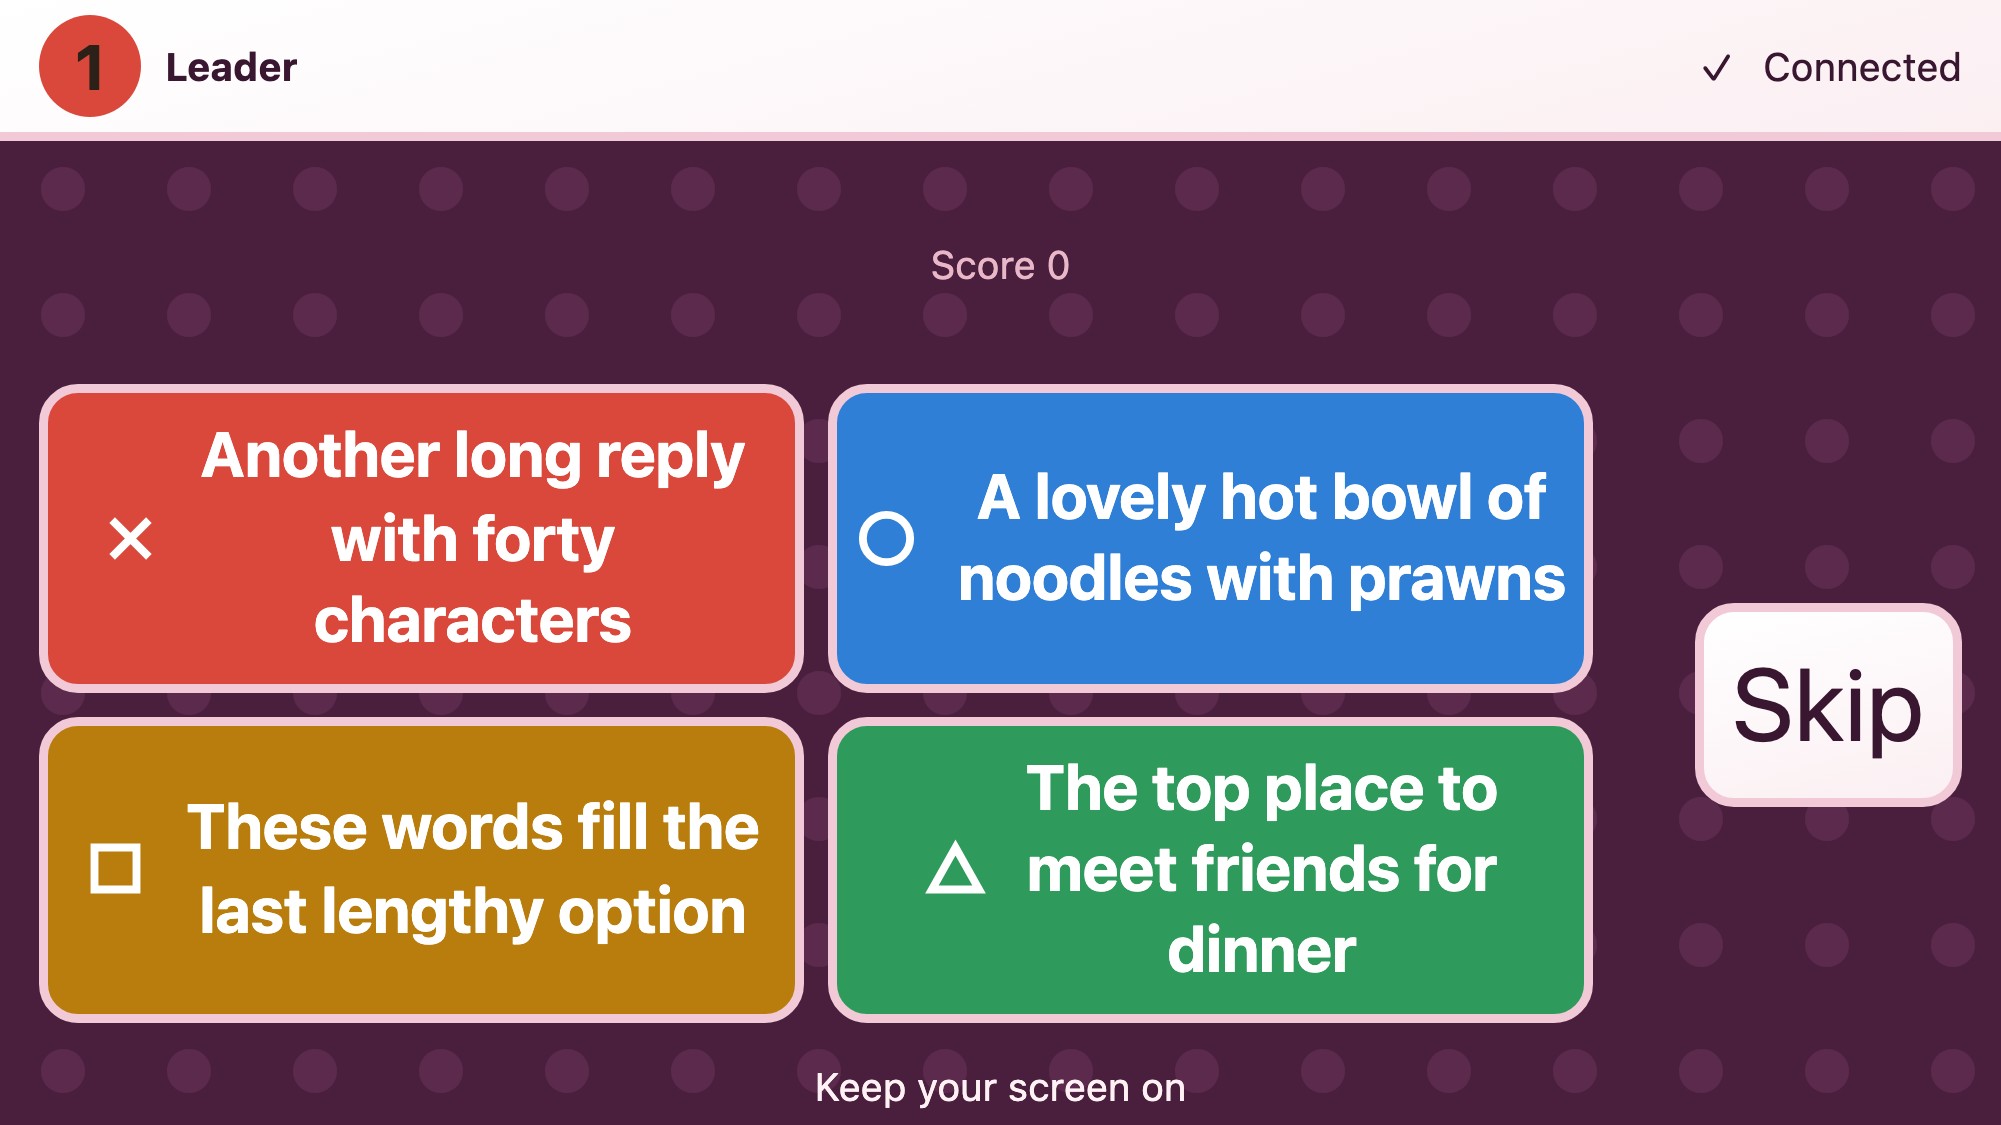 1 Leader
✓ Connected
Score 0
Another long reply
with forty
characters
A lovely hot bowl of
noodles with prawns
These words fill the
last lengthy option
The top place to
meet friends for
dinner
Skip
Keep your screen on